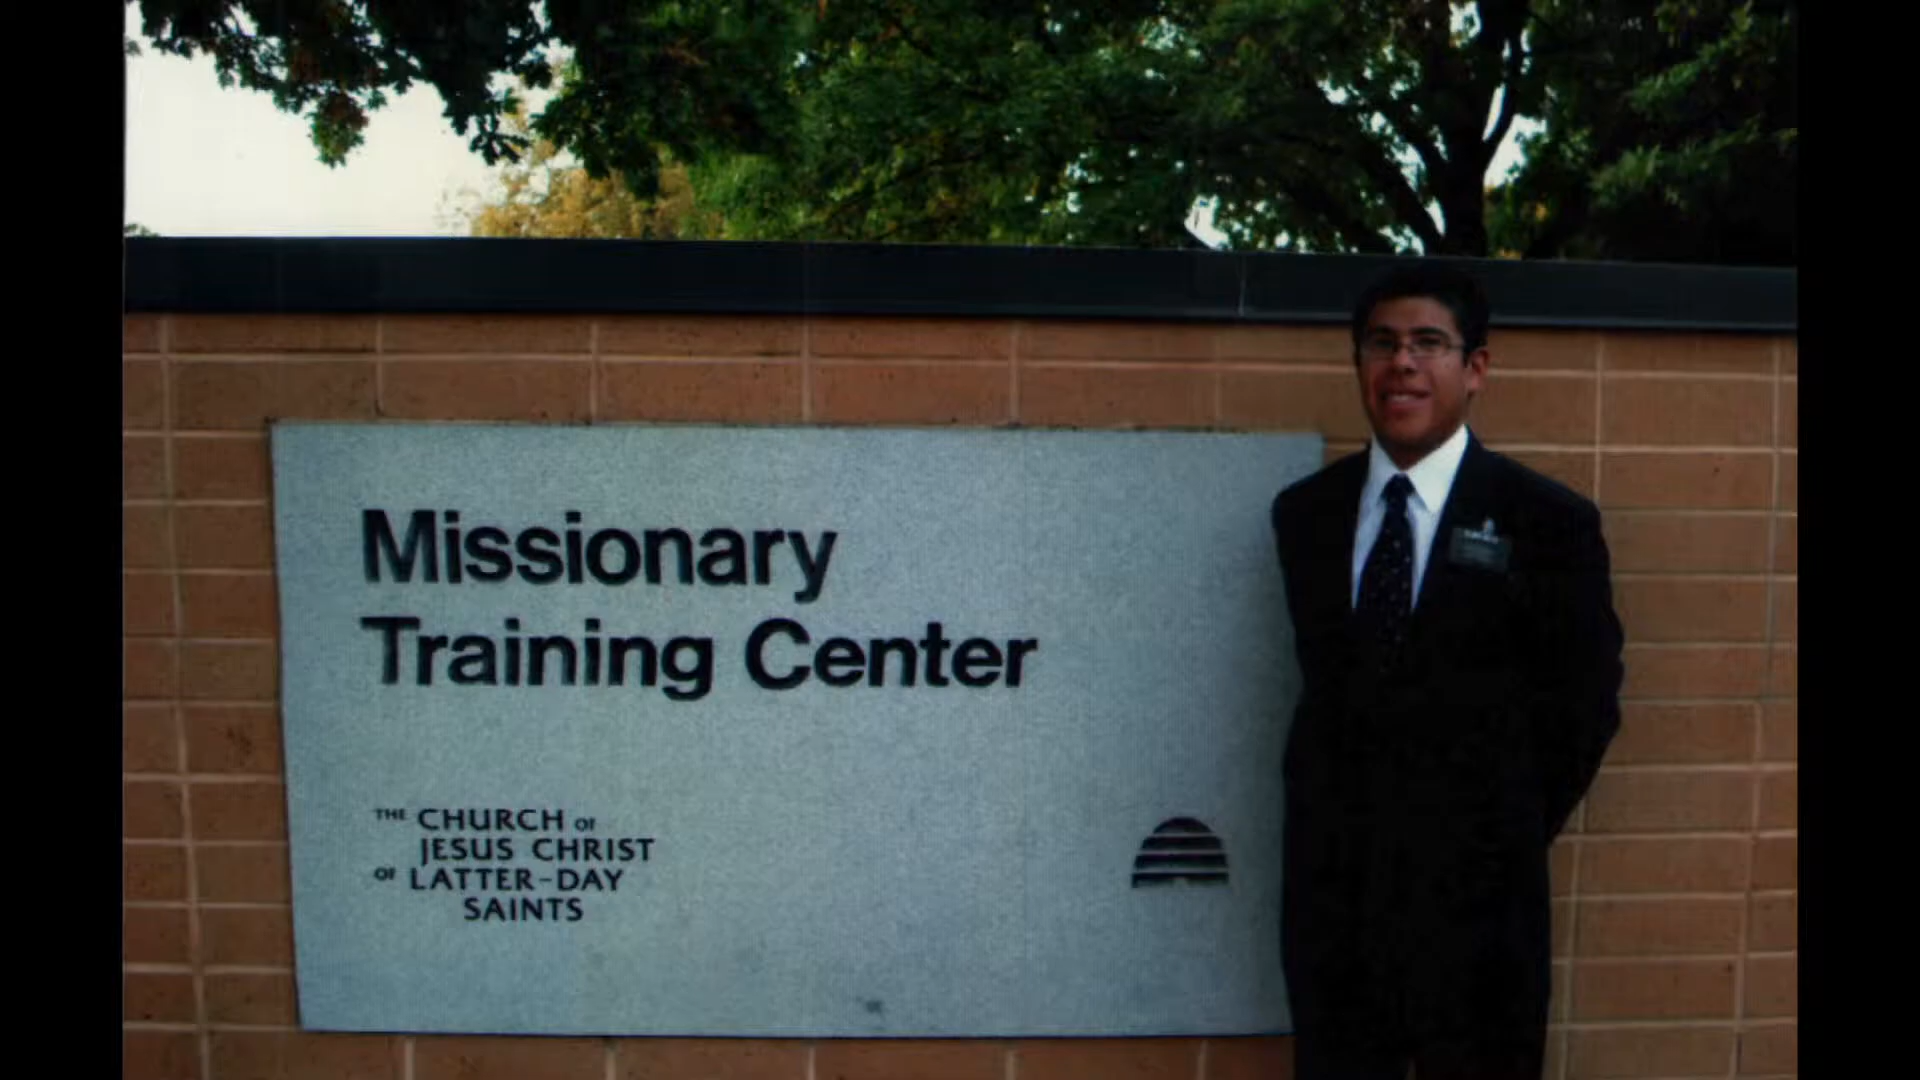 Missionary
Training Center
THE CHURCH OF
JESUS CHRIST
OF LATTER-DAY
SAINTS